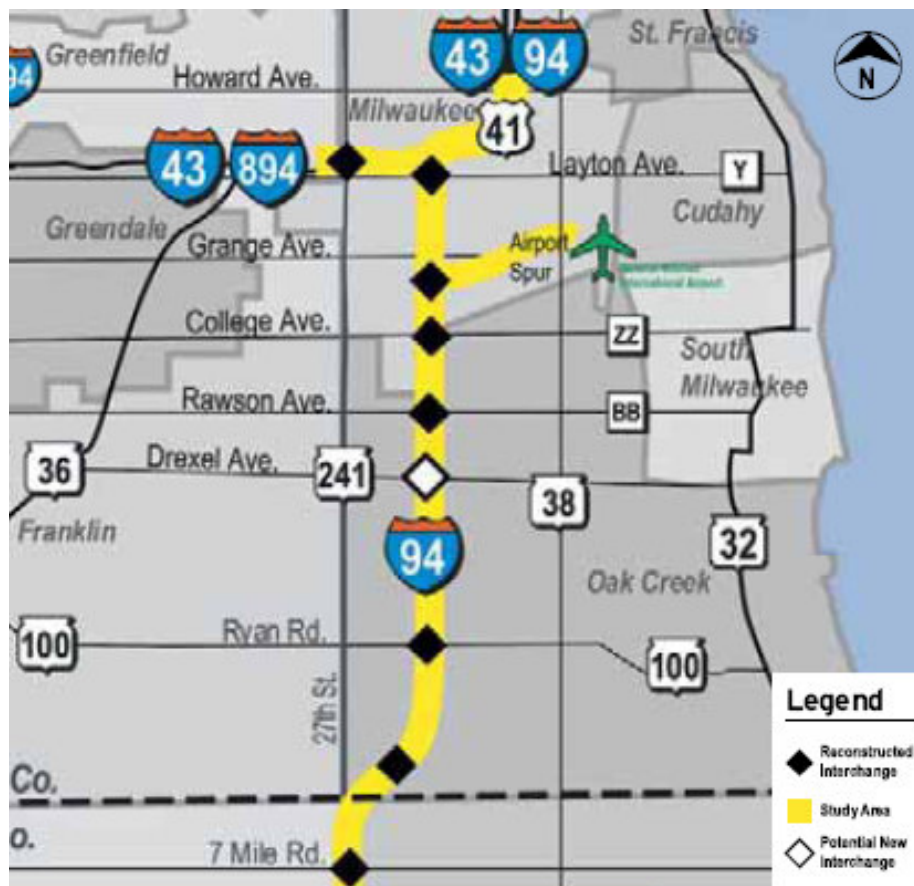 Greenfield
94
Howard Ave.
43
94
St. Francis
N
Milwaukee
41
43
894
Layton Ave.
Y
Greendale
Cudahy
Grange Ave.
Airport
Spur
International Airport
College Ave.
ZZ
South
Milwaukee
Rawson Ave.
BB
36
Drexel Ave.
241
38
Franklin
94
32
Oak Creek
100
Ryan Rd.
100
27th St.
Co.
o.
7 Mile Rd.
Legend
Reconstructed
Interchange
Study Area
Potential New
Interchange